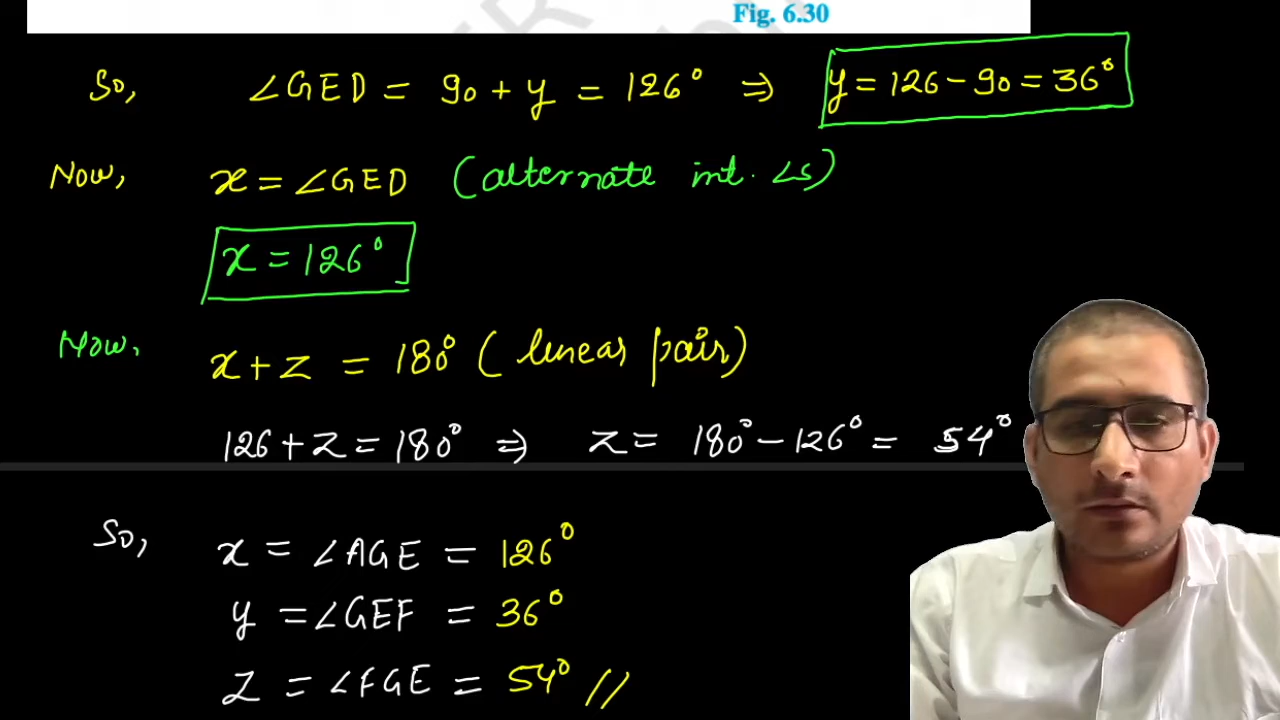 Fig. 6.30
So, ∠GED = 90 + y = 126° ⇒ y = 126 - 90 = 36°
Now, x = ∠GED (alternate int. ∠s)
x = 126°
Now, x + z = 180° (linear pair)
126 + z = 180° ⇒ z = 180° - 126° = 54°
So, x = ∠AGE = 126°
y = ∠GEF = 36°
z = ∠FGE = 54° //